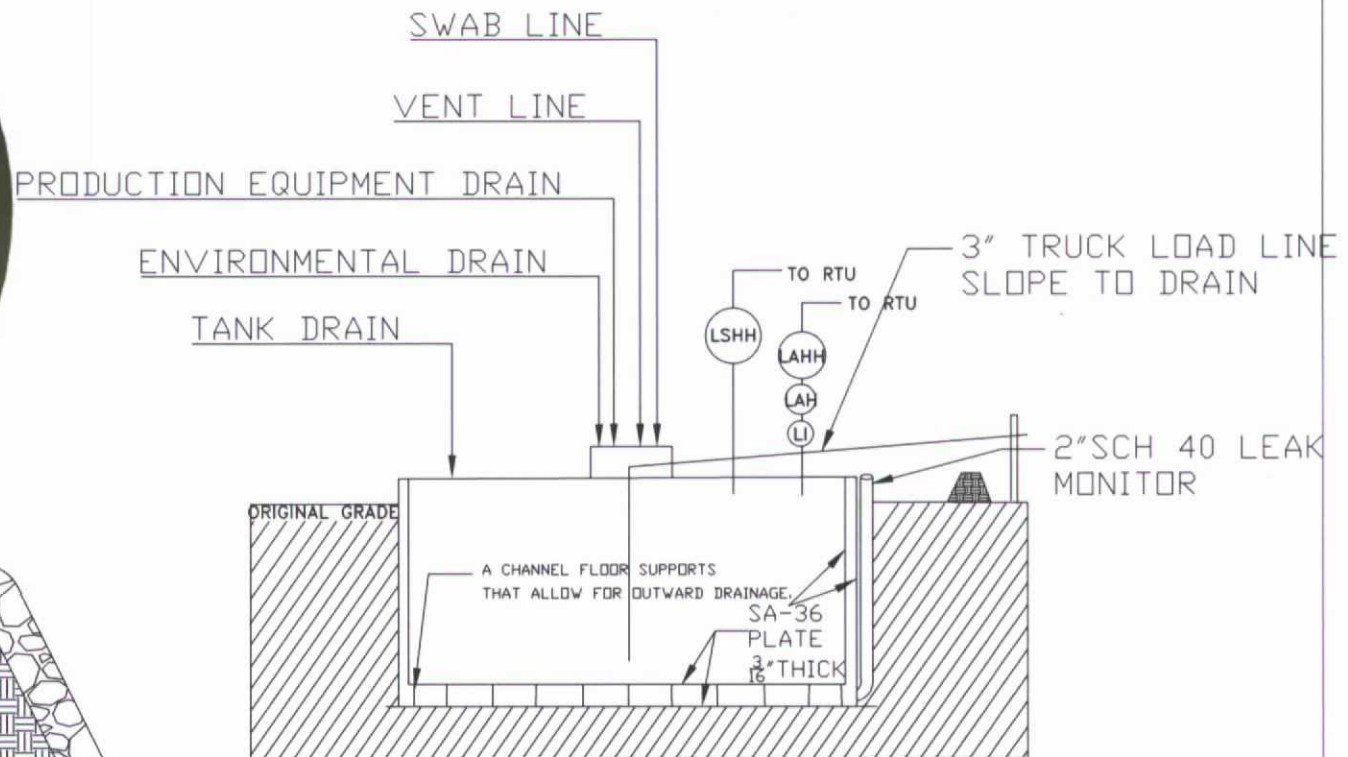 SWAB LINE
VENT LINE
PRODUCTION EQUIPMENT DRAIN
ENVIRONMENTAL DRAIN
TANK DRAIN
TO RTU
TO RTU
3" TRUCK LOAD LINE
SLOPE TO DRAIN
LSHH
LAHH
LAH
LI
2"SCH 40 LEAK
MONITOR
ORIGINAL GRADE
A CHANNEL FLOOR SUPPORTS
THAT ALLOW FOR OUTWARD DRAINAGE.
SA-36
PLATE
3/16"THICK